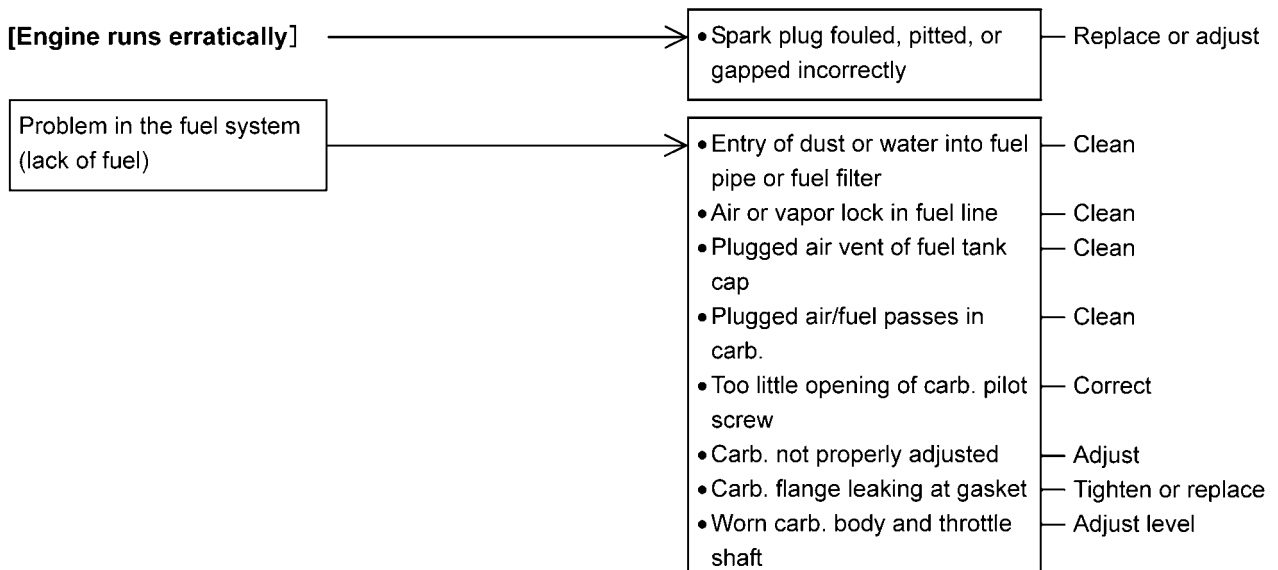 [Engine runs erratically]
• Spark plug fouled, pitted, or
gapped incorrectly
Replace or adjust
Problem in the fuel system
(lack of fuel)
• Entry of dust or water into fuel
pipe or fuel filter
Clean
• Air or vapor lock in fuel line
Clean
• Plugged air vent of fuel tank
cap
Clean
• Plugged air/fuel passes in
carb.
Clean
• Too little opening of carb. pilot
screw
Correct
• Carb. not properly adjusted
Adjust
• Carb. flange leaking at gasket
Tighten or replace
• Worn carb. body and throttle
shaft
Adjust level